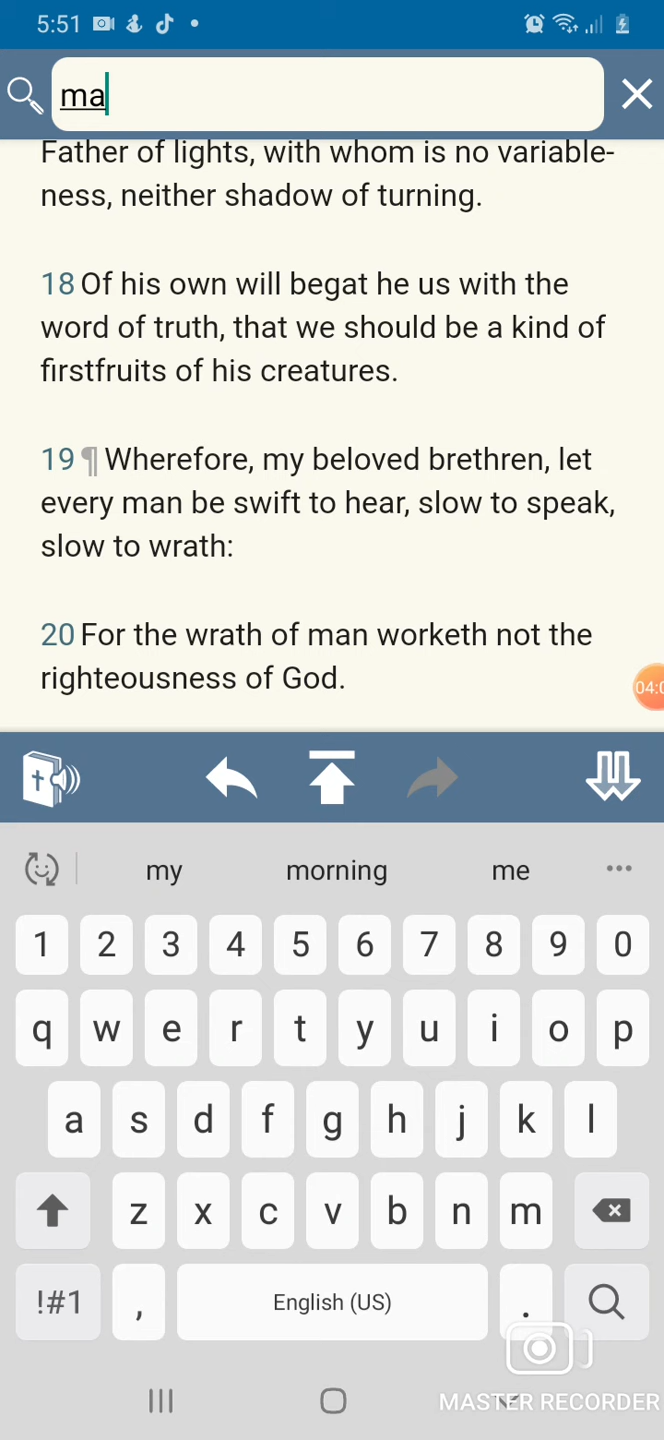 5:51
ma
Father of lights, with whom is no variable-
ness, neither shadow of turning.
18 Of his own will begat he us with the
word of truth, that we should be a kind of
firstfruits of his creatures.
19 ¶ Wherefore, my beloved brethren, let
every man be swift to hear, slow to speak,
slow to wrath:
20 For the wrath of man worketh not the
righteousness of God.
04:0
my morning me ...
1 2 3 4 5 6 7 8 9 0
q w e r t y u i o p
a s d f g h j k l
z x c v b n m
!#1 , English (US) .
MASTER RECORDER